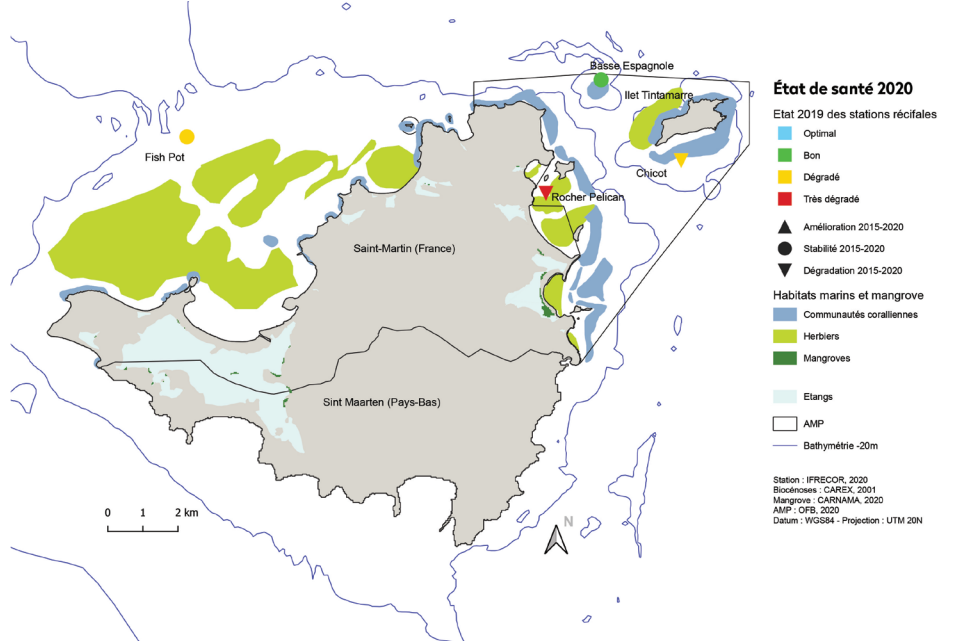 Basse Espagnole
Ilet Tintamarre
Fish Pot
Chicot
Rocher Pelican
Saint-Martin (France)
Sint Maarten (Pays-Bas)
0 1 2 km
N
État de santé 2020
Etat 2019 des stations récifales
Optimal
Bon
Dégradé
Très dégradé
Amélioration 2015-2020
Stabilité 2015-2020
Dégradation 2015-2020
Habitats marins et mangrove
Communautés coralliennes
Herbiers
Mangroves
Etangs
AMP
Bathymétrie -20m
Station : IFRECOR, 2020
Biocénoses : CAREX, 2001
Mangrove : CARNAMA, 2020
AMP : OFB, 2020
Datum : WGS84 - Projection : UTM 20N